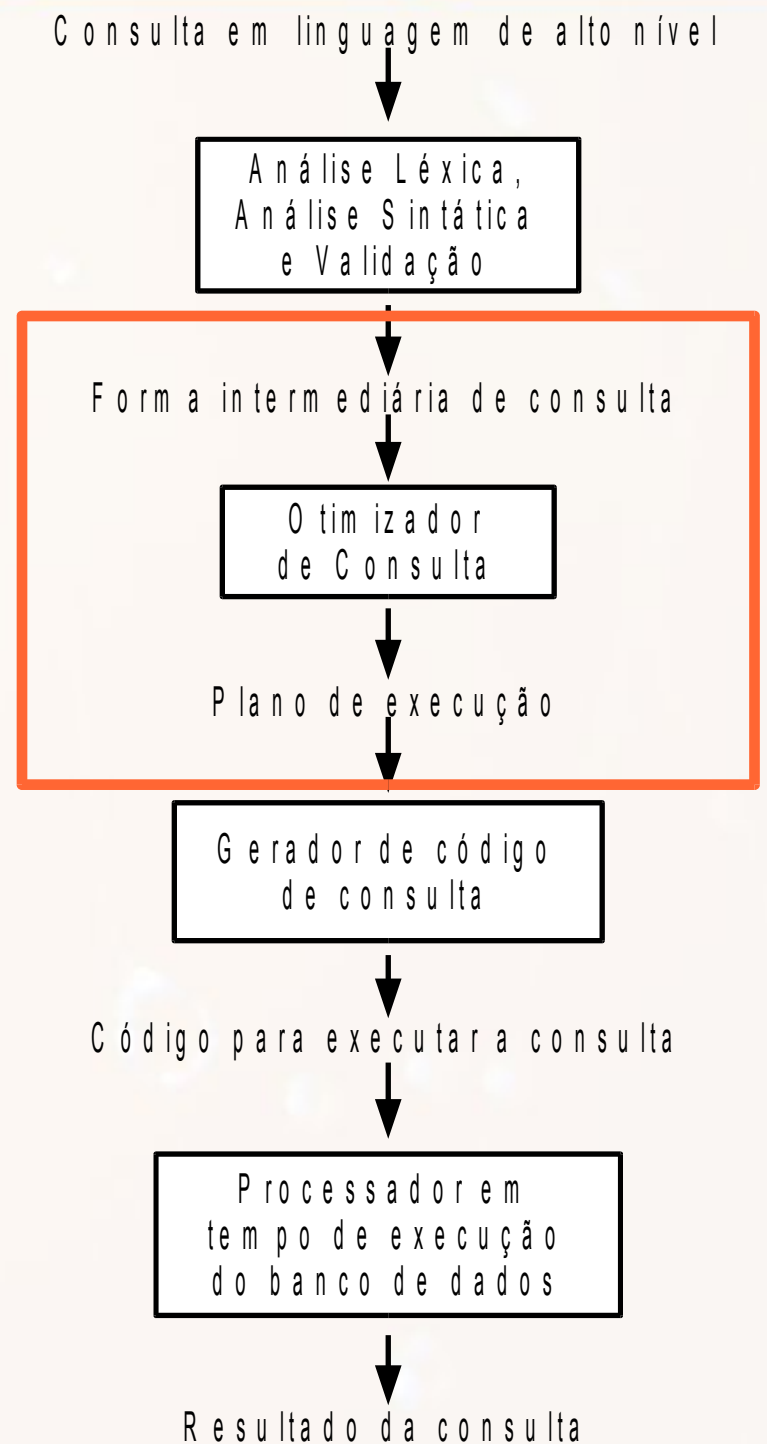 Consulta em linguagem de alto nível
Análise Léxica,
Análise Sintática
e Validação
Forma intermediária de consulta
Otimizador
de Consulta
Plano de execução
Gerador de código
de consulta
Código para executar a consulta
Processador em
tempo de execução
do banco de dados
Resultado da consulta